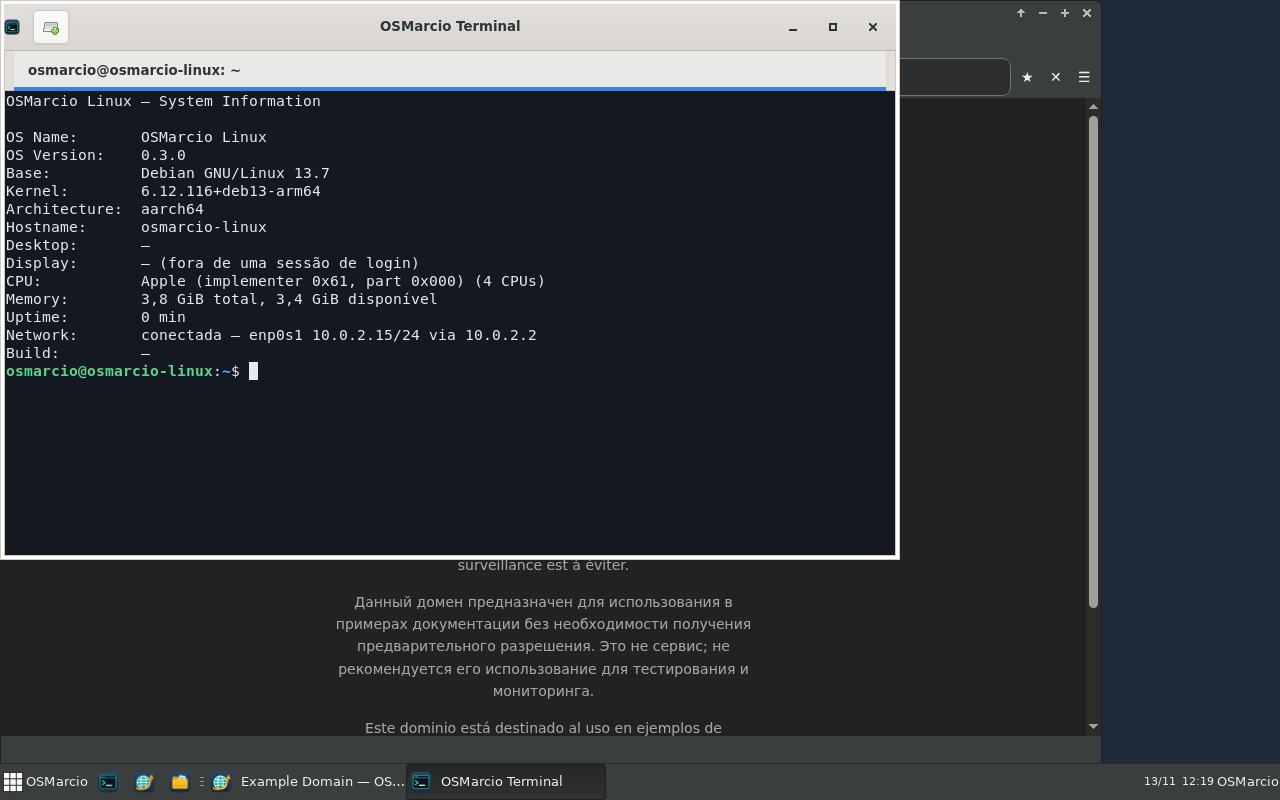 OSMarcio Terminal
osmarcio@osmarcio-linux: ~
OSMarcio Linux — System Information
OS Name: OSMarcio Linux
OS Version: 0.3.0
Base: Debian GNU/Linux 13.7
Kernel: 6.12.116+deb13-arm64
Architecture: aarch64
Hostname: osmarcio-linux
Desktop: —
Display: — (fora de uma sessão de login)
CPU: Apple (implementer 0x61, part 0x000) (4 CPUs)
Memory: 3,8 GiB total, 3,4 GiB disponível
Uptime: 0 min
Network: conectada — enp0s1 10.0.2.15/24 via 10.0.2.2
Build: —
osmarcio@osmarcio-linux:~$
surveillance est à éviter.
Данный домен предназначен для использования в
примерах документации без необходимости получения
предварительного разрешения. Это не сервис; не
рекомендуется его использование для тестирования и
мониторинга.
Este dominio está destinado al uso en ejemplos de
OSMarcio
Example Domain — OS...
OSMarcio Terminal
13/11 12:19 OSMarcio